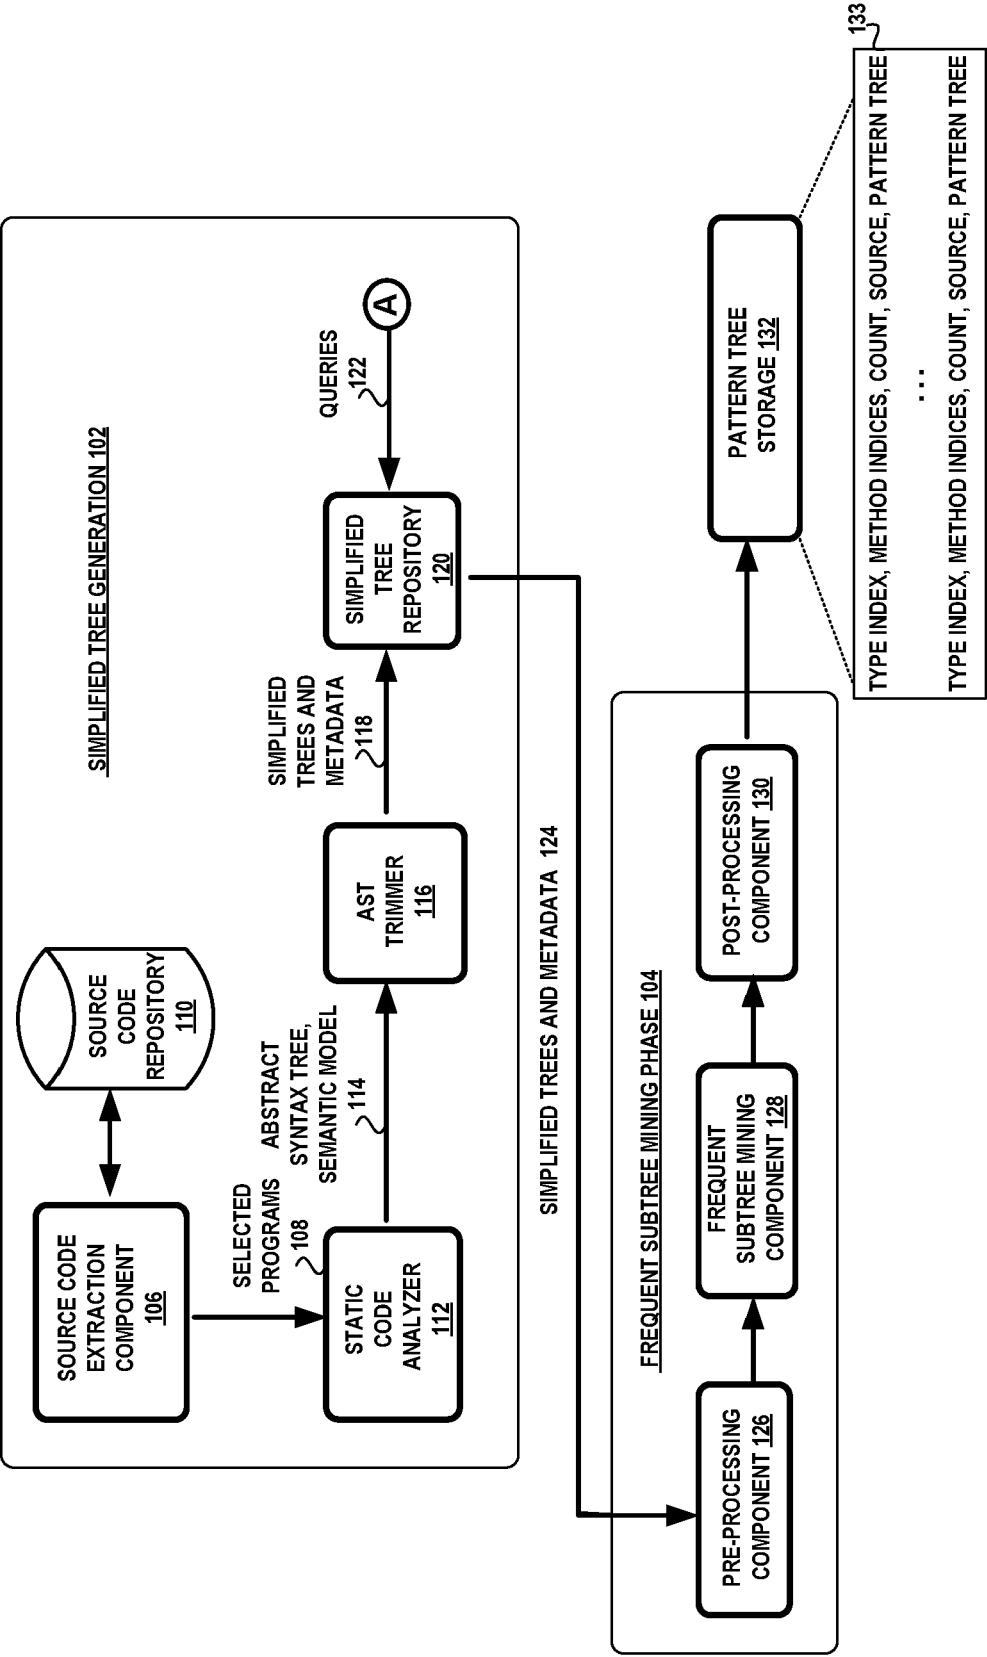 SIMPLIFIED TREE GENERATION 102
SOURCE CODE
EXTRACTION
COMPONENT
106
SOURCE
CODE
REPOSITORY
110
SELECTED
PROGRAMS
108
STATIC
CODE
ANALYZER
112
ABSTRACT
SYNTAX TREE,
SEMANTIC MODEL
114
AST
TRIMMER
116
SIMPLIFIED
TREES AND
METADATA
118
SIMPLIFIED
TREE
REPOSITORY
120
QUERIES
122
A
SIMPLIFIED TREES AND METADATA 124
FREQUENT SUBTREE MINING PHASE 104
PRE-PROCESSING
COMPONENT 126
FREQUENT
SUBTREE MINING
COMPONENT 128
POST-PROCESSING
COMPONENT 130
PATTERN TREE
STORAGE 132
133
TYPE INDEX, METHOD INDICES, COUNT, SOURCE, PATTERN TREE
...
TYPE INDEX, METHOD INDICES, COUNT, SOURCE, PATTERN TREE